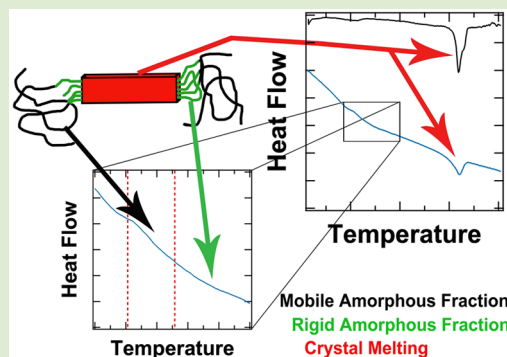 Heat Flow
Temperature
Heat Flow
Temperature
Mobile Amorphous Fraction
Rigid Amorphous Fraction
Crystal Melting